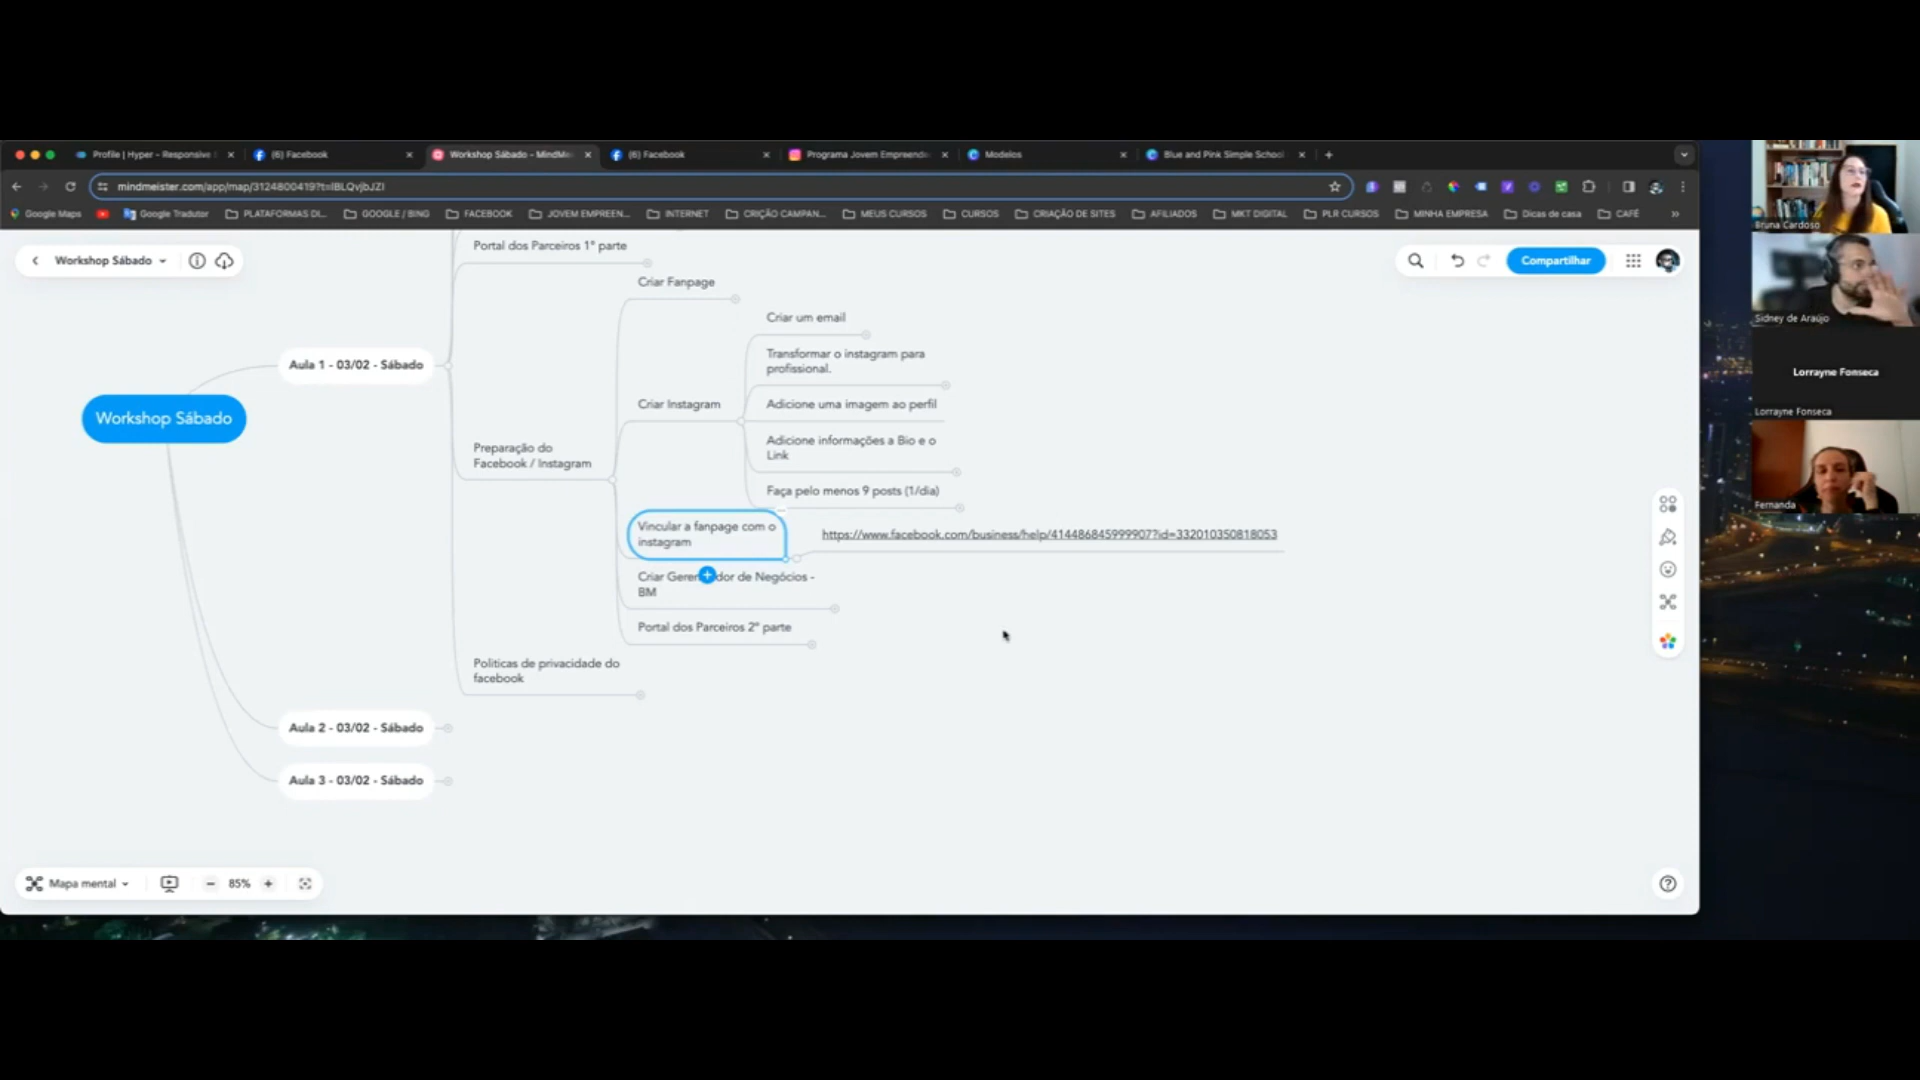 Profile | Hyper - Responsive
(6) Facebook
Workshop Sábado - MindMe
(6) Facebook
Programa Jovem Empreende
Modelos
Blue and Pink Simple School
mindmeister.com/app/map/3124800419?t=lBLQvjbJZI
Google Maps
Google Tradutor
PLATAFORMAS DI...
GOOGLE / BING
FACEBOOK
JOVEM EMPREEN...
INTERNET
CRIÇÃO CAMPAN...
MEUS CURSOS
CURSOS
CRIAÇÃO DE SITES
AFILIADOS
MKT DIGITAL
PLR CURSOS
MINHA EMPRESA
Dicas de casa
CAFÉ
Workshop Sábado
Compartilhar
Portal dos Parceiros 1ª parte
Criar Fanpage
Criar um email
Transformar o instagram para
profissional.
Aula 1 - 03/02 - Sábado
Workshop Sábado
Criar Instagram
Adicione uma imagem ao perfil
Adicione informações a Bio e o
Link
Preparação do
Facebook / Instagram
Faça pelo menos 9 posts (1/dia)
Vincular a fanpage com o
instagram
https://www.facebook.com/business/help/414486845999907?id=332010350818053
Criar Geren dor de Negócios -
BM
Portal dos Parceiros 2ª parte
Politicas de privacidade do
facebook
Aula 2 - 03/02 - Sábado
Aula 3 - 03/02 - Sábado
Mapa mental
85%
Bruna Cardoso
Sidney de Araújo
Lorrayne Fonseca
Lorrayne Fonseca
Fernanda